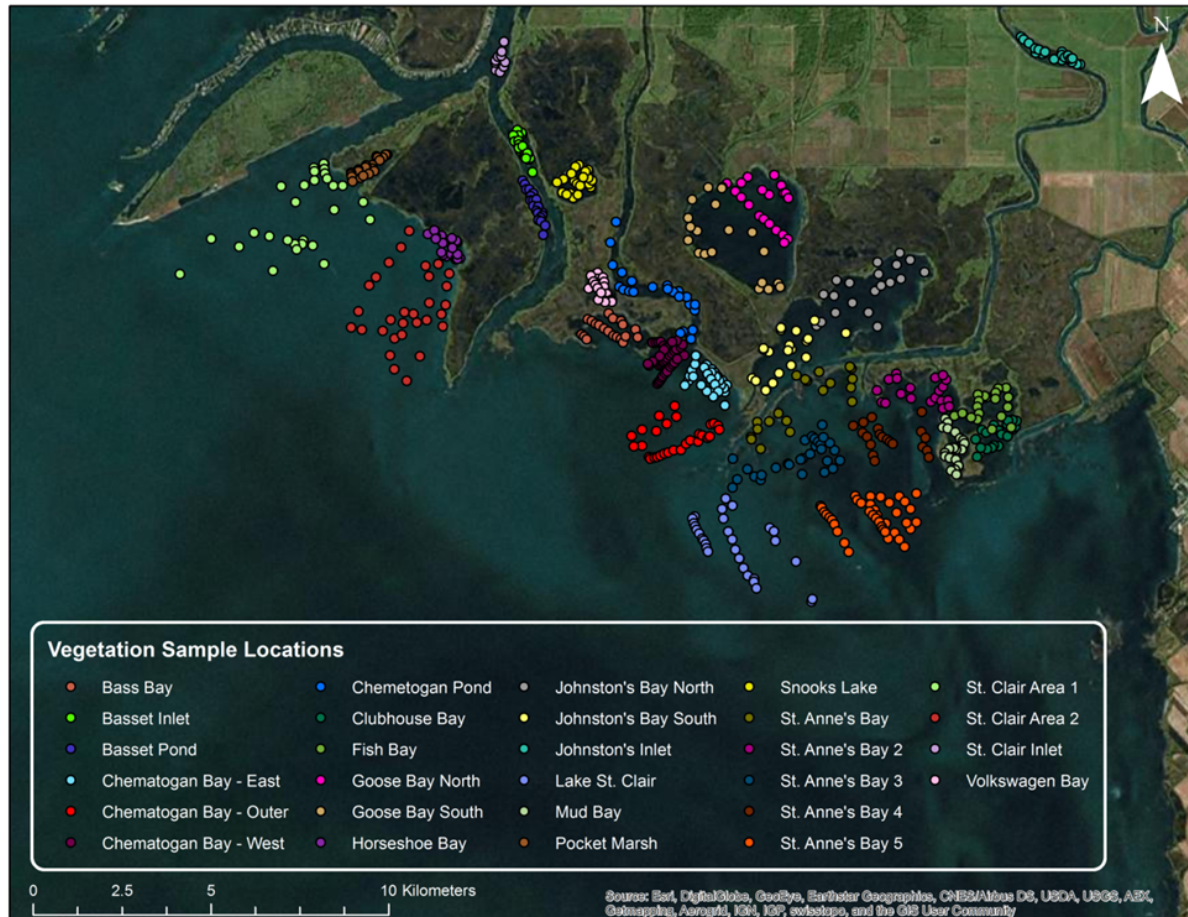 N
Vegetation Sample Locations
Bass Bay
Basset Inlet
Basset Pond
Chematogan Bay - East
Chematogan Bay - Outer
Chematogan Bay - West
Chemetogan Pond
Clubhouse Bay
Fish Bay
Goose Bay North
Goose Bay South
Horseshoe Bay
Johnston's Bay North
Johnston's Bay South
Johnston's Inlet
Lake St. Clair
Mud Bay
Pocket Marsh
Snooks Lake
St. Anne's Bay
St. Anne's Bay 2
St. Anne's Bay 3
St. Anne's Bay 4
St. Anne's Bay 5
St. Clair Area 1
St. Clair Area 2
St. Clair Inlet
Volkswagen Bay
0 2.5 5 10 Kilometers
Source: Esri, DigitalGlobe, GeoEye, Earthstar Geographics, CNES/Airbus DS, USDA, USGS, AEX,
Getmapping, Aerogrid, IGN, IGP, swisstopo, and the GIS User Community